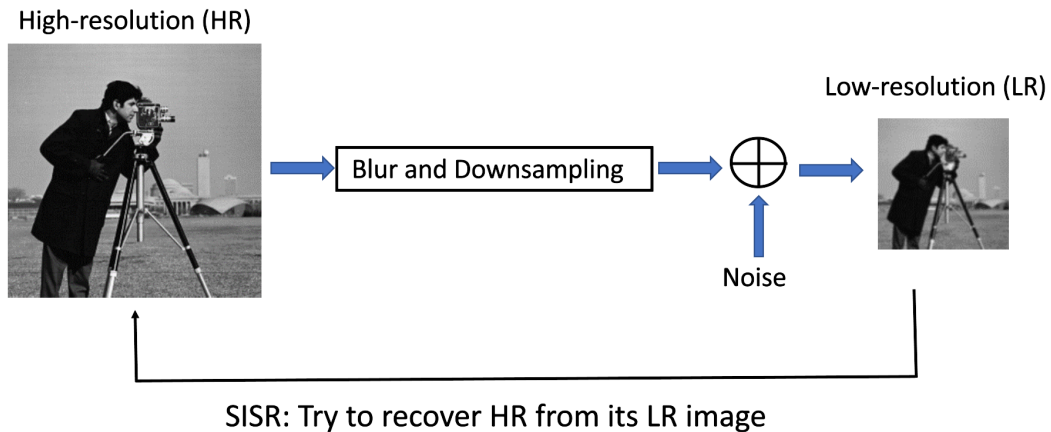 High-resolution (HR)
Low-resolution (LR)
Blur and Downsampling
Noise
SISR: Try to recover HR from its LR image